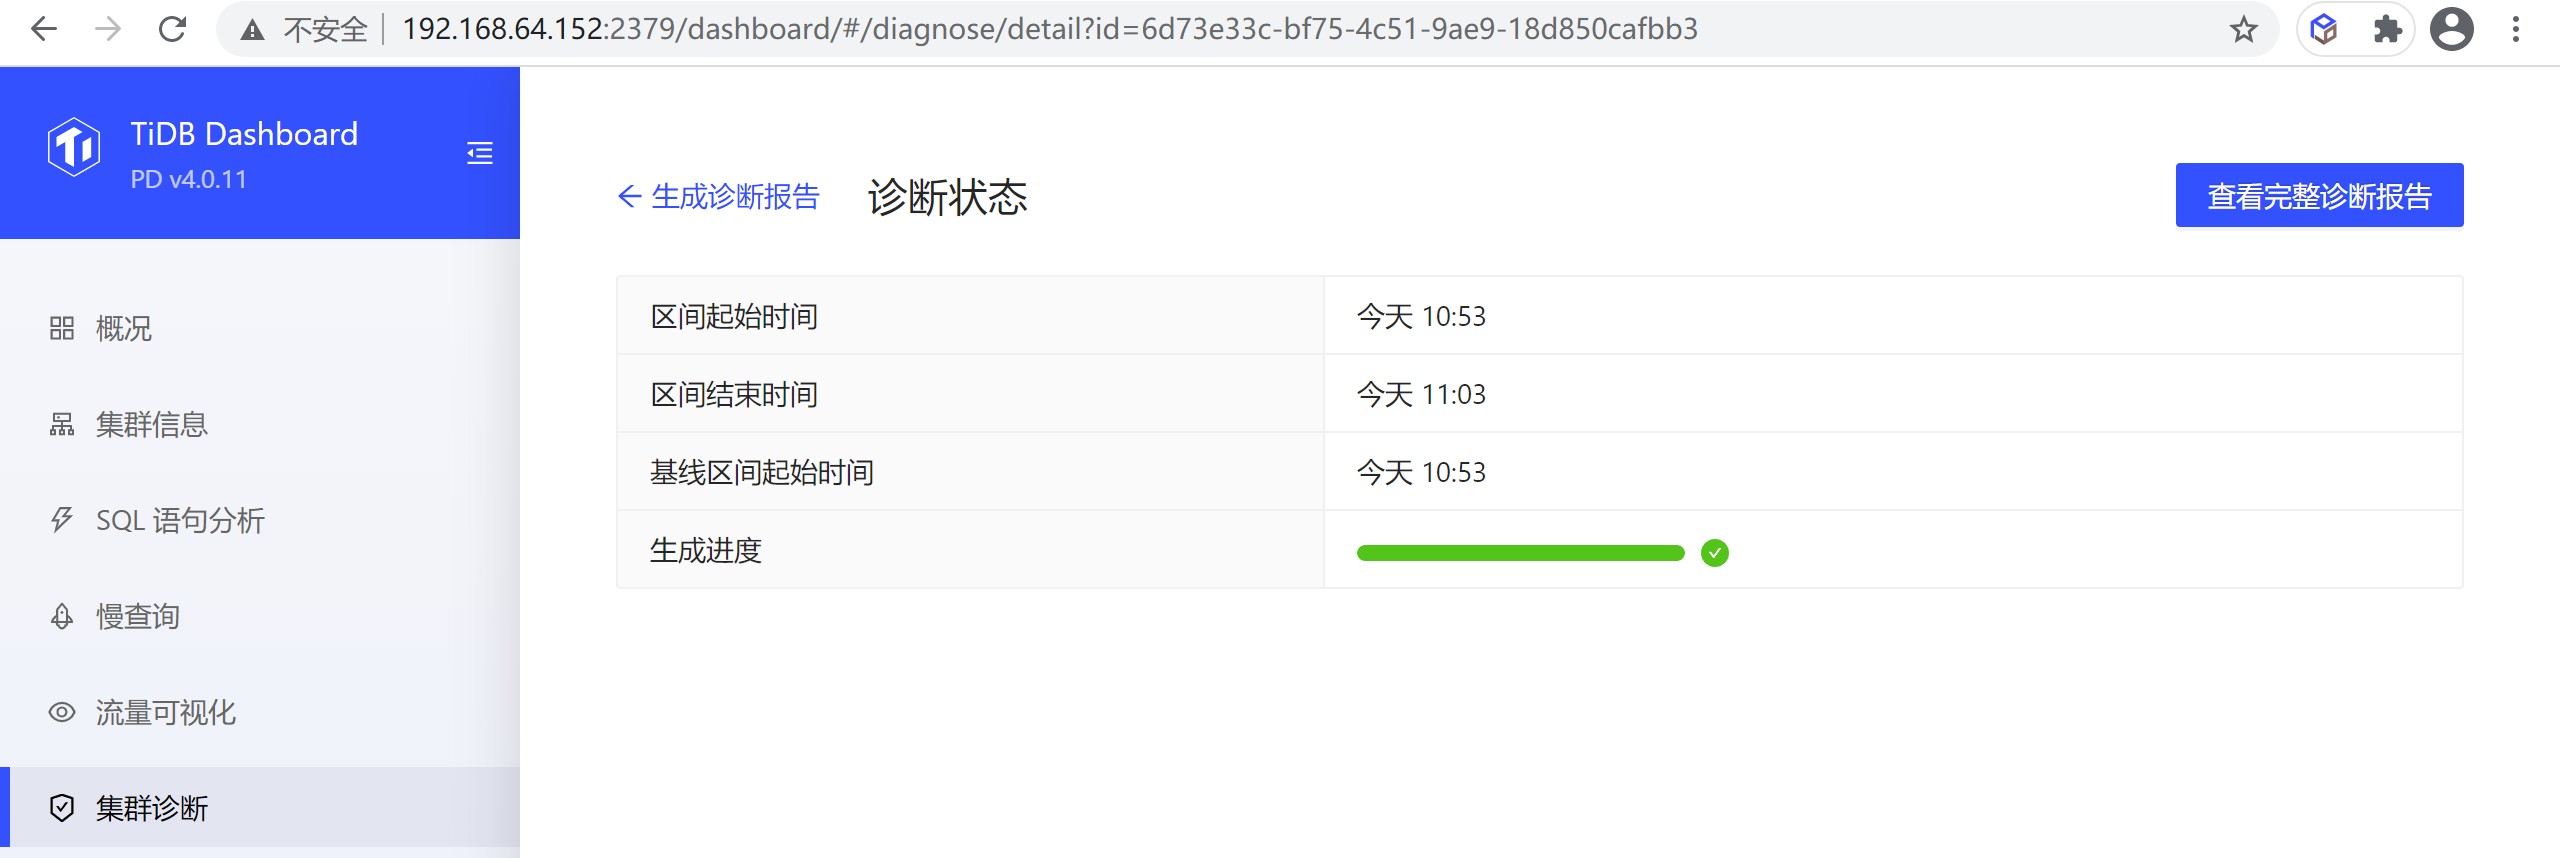 不安全 192.168.64.152:2379/dashboard/#/diagnose/detail?id=6d73e33c-bf75-4c51-9ae9-18d850cafbb3
TiDB Dashboard
PD v4.0.11
概况
集群信息
SQL 语句分析
慢查询
流量可视化
集群诊断
生成诊断报告 诊断状态 查看完整诊断报告
区间起始时间 今天 10:53
区间结束时间 今天 11:03
基线区间起始时间 今天 10:53
生成进度